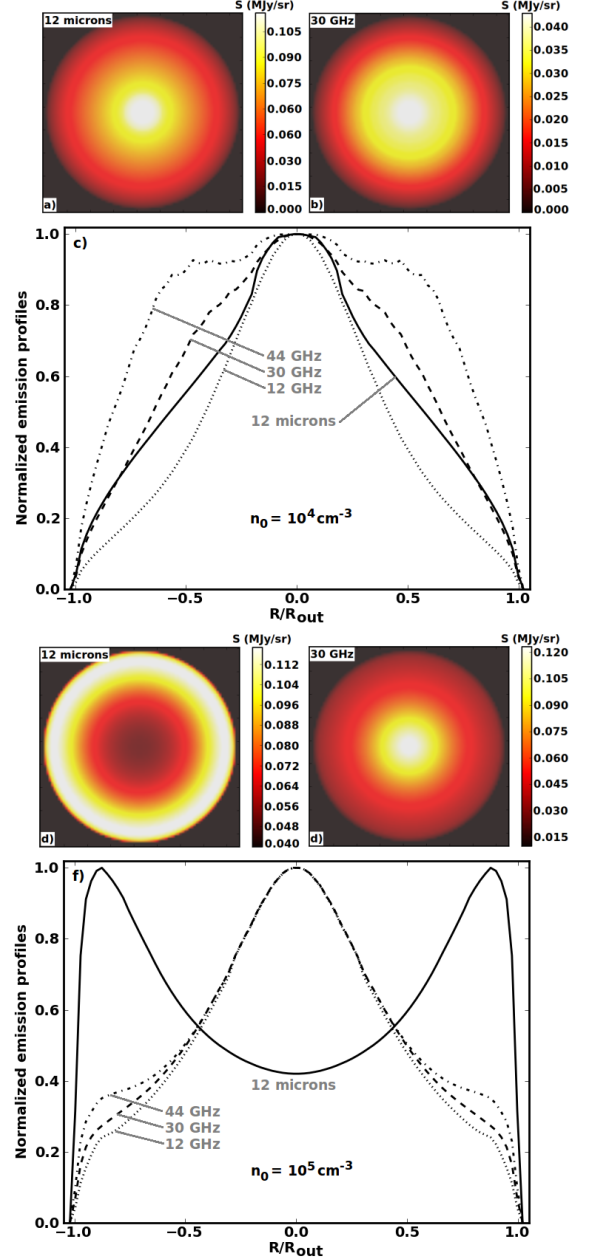 S (MJy/sr) S (MJy/sr)
12 microns 30 GHz
0.105 0.040
0.090 0.035
0.075 0.030
0.060 0.025
0.045 0.020
0.030 0.015
0.015 0.010
0.000 0.005
0.000
a) b)
c)
1.0
0.8
0.6
0.4
0.2
0.0
Normalized emission profiles
44 GHz
30 GHz
12 GHz
12 microns
n₀ = 10⁴ cm⁻³
−1.0 −0.5 0.0 0.5 1.0
R/R_out
S (MJy/sr) S (MJy/sr)
12 microns 30 GHz
0.112 0.120
0.104 0.105
0.096 0.090
0.088 0.075
0.080 0.060
0.072 0.045
0.064 0.030
0.056 0.015
0.048
0.040
d) d)
f)
1.0
0.8
0.6
0.4
0.2
0.0
Normalized emission profiles
12 microns
44 GHz
30 GHz
12 GHz
n₀ = 10⁵ cm⁻³
−1.0 −0.5 0.0 0.5 1.0
R/R_out